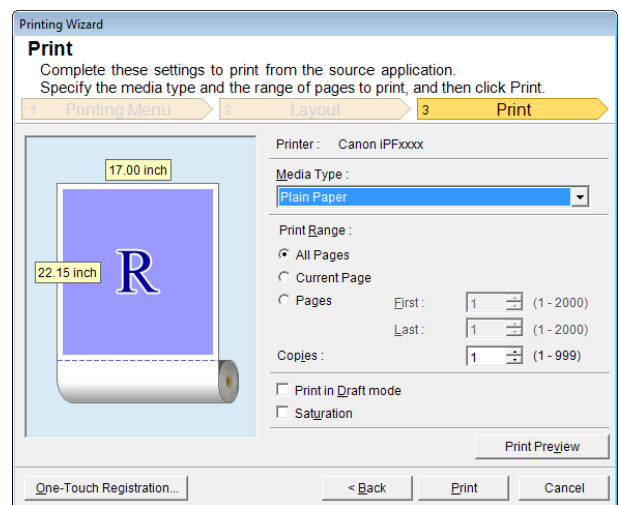 Printing Wizard
Print
Complete these settings to print from the source application.
Specify the media type and the range of pages to print, and then click Print.
1 Printing Menu 2 Layout 3 Print
Printer : Canon iPFxxxx
17.00 inch
Media Type :
Plain Paper
Print Range :
All Pages
22.15 inch
R
Current Page
Pages First : 1 (1 - 2000)
Last : 1 (1 - 2000)
Copies : 1 (1 - 999)
Print in Draft mode
Saturation
Print Preview
One-Touch Registration... < Back Print Cancel